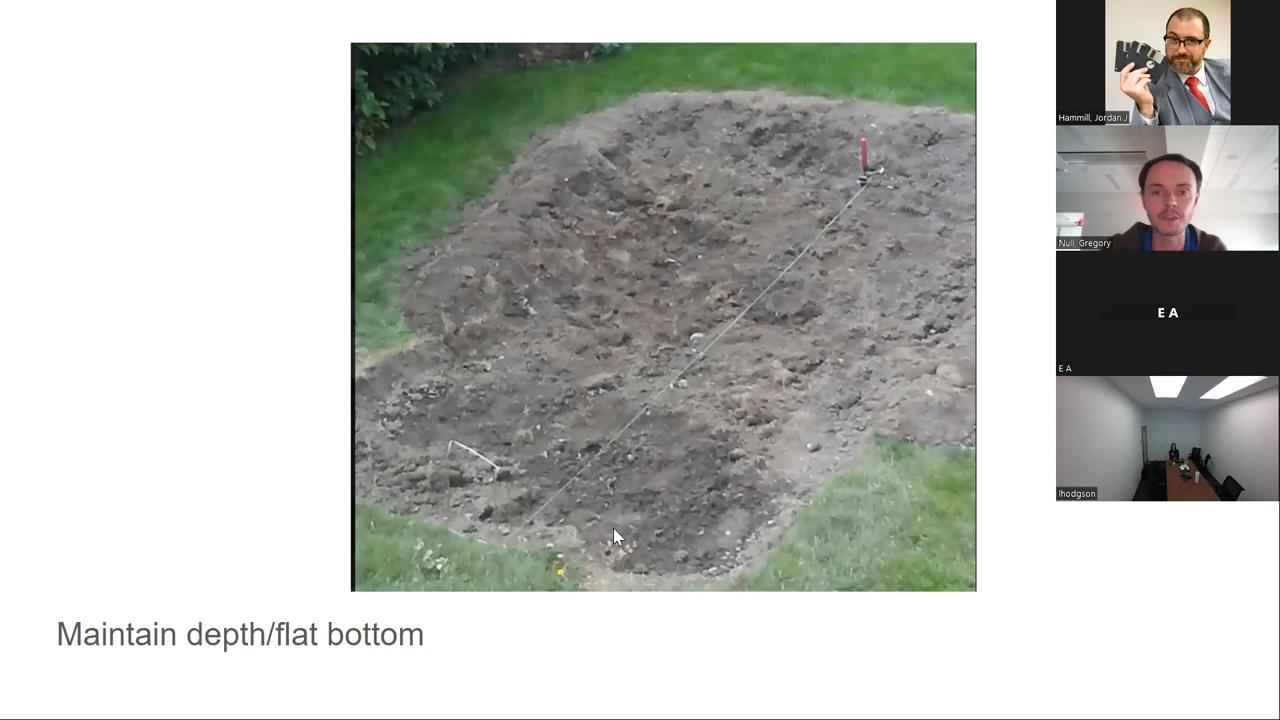 Maintain depth/flat bottom
Hammill, Jordan J
Null, Gregory
E A
E A
lhodgson